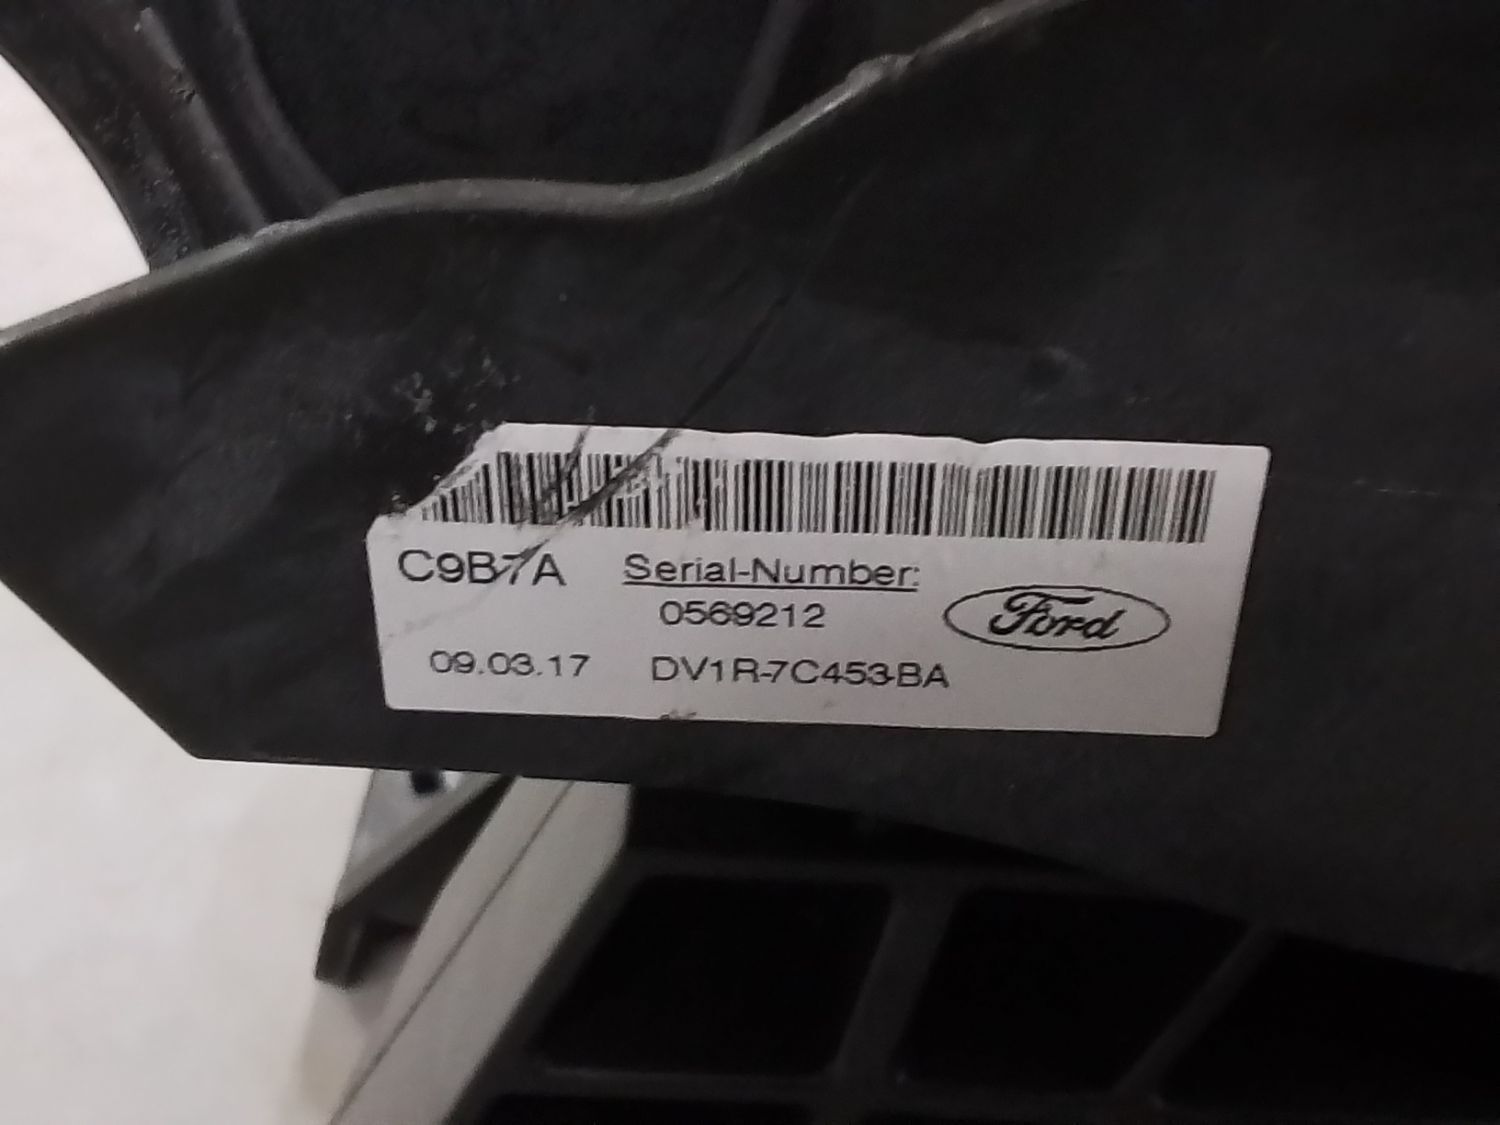 C9B7A Serial-Number:
0569212
Ford
09.03.17 DV1R-7C453-BA